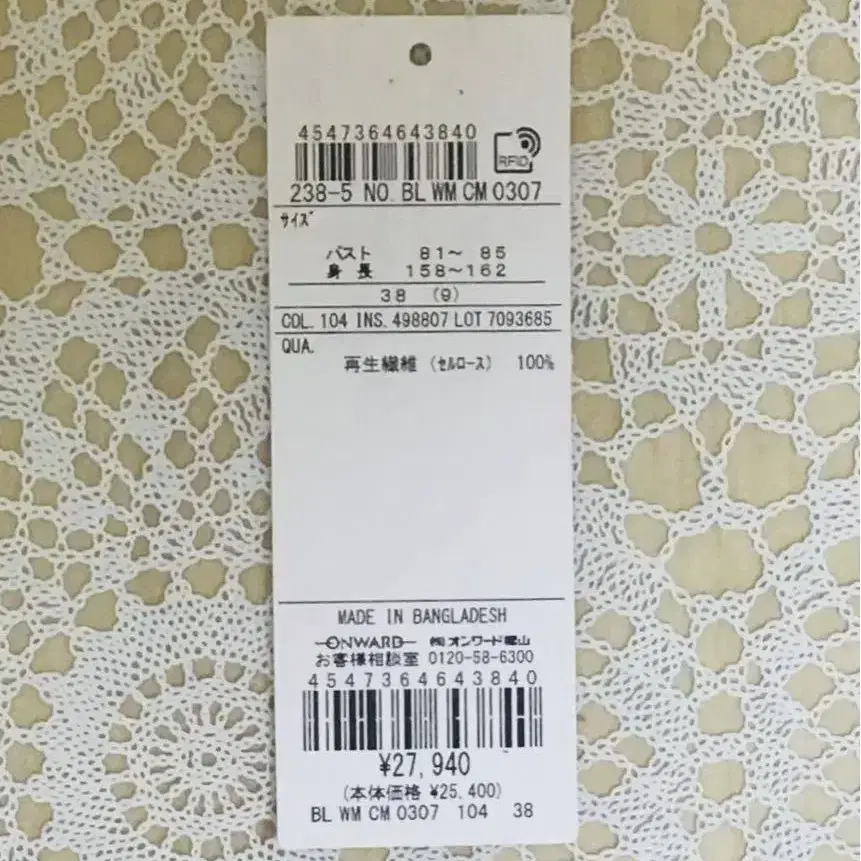 4547364643840
RFID
238-5 NO. BL WM CM 0307
サイズ
バスト 81～ 85
身 長 158～162
38 (9)
COL. 104 INS. 498807 LOT 7093685
QUA.
再生繊維 (セルロース) 100%
MADE IN BANGLADESH
ONWARD ㈱オンワード樫山
お客様相談室 0120-58-6300
4547364643840
¥27,940
(本体価格 ¥25,400)
BL WM CM 0307 104 38